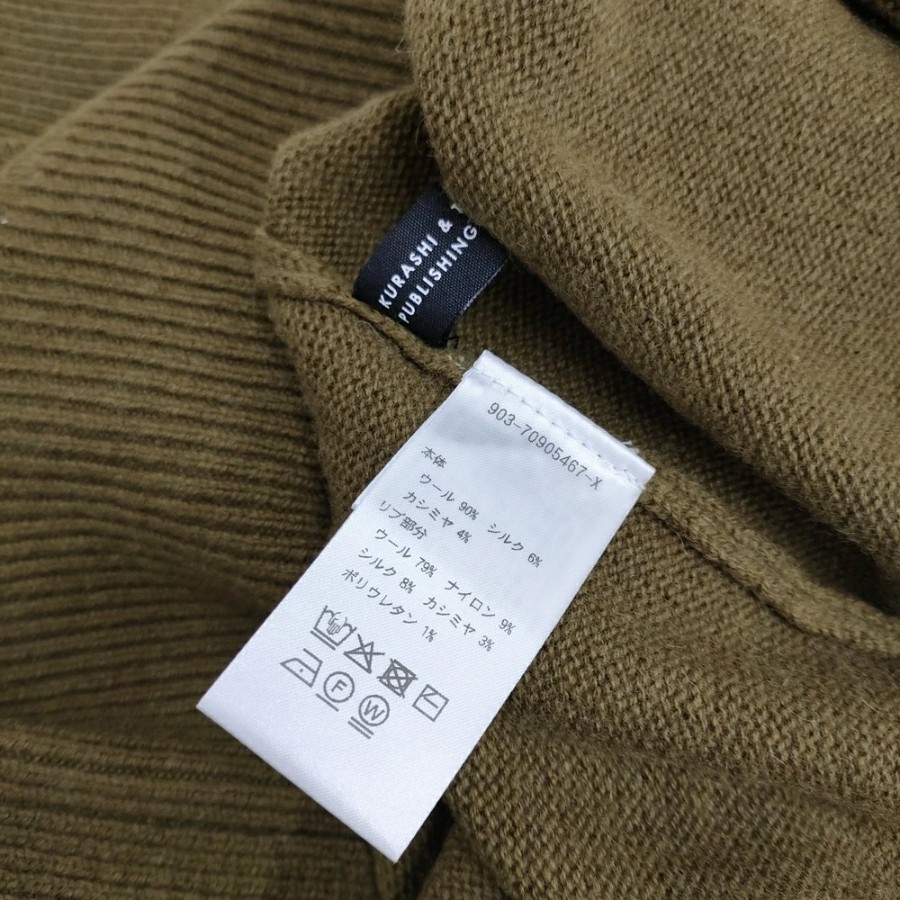 KURASHI &
PUBLISHING
903-70905467-X
本体
ウール 90% シルク 6%
カシミヤ 4%
リブ部分
ウール 79% ナイロン 9%
シルク 8% カシミヤ 3%
ポリウレタン 1%
F
W